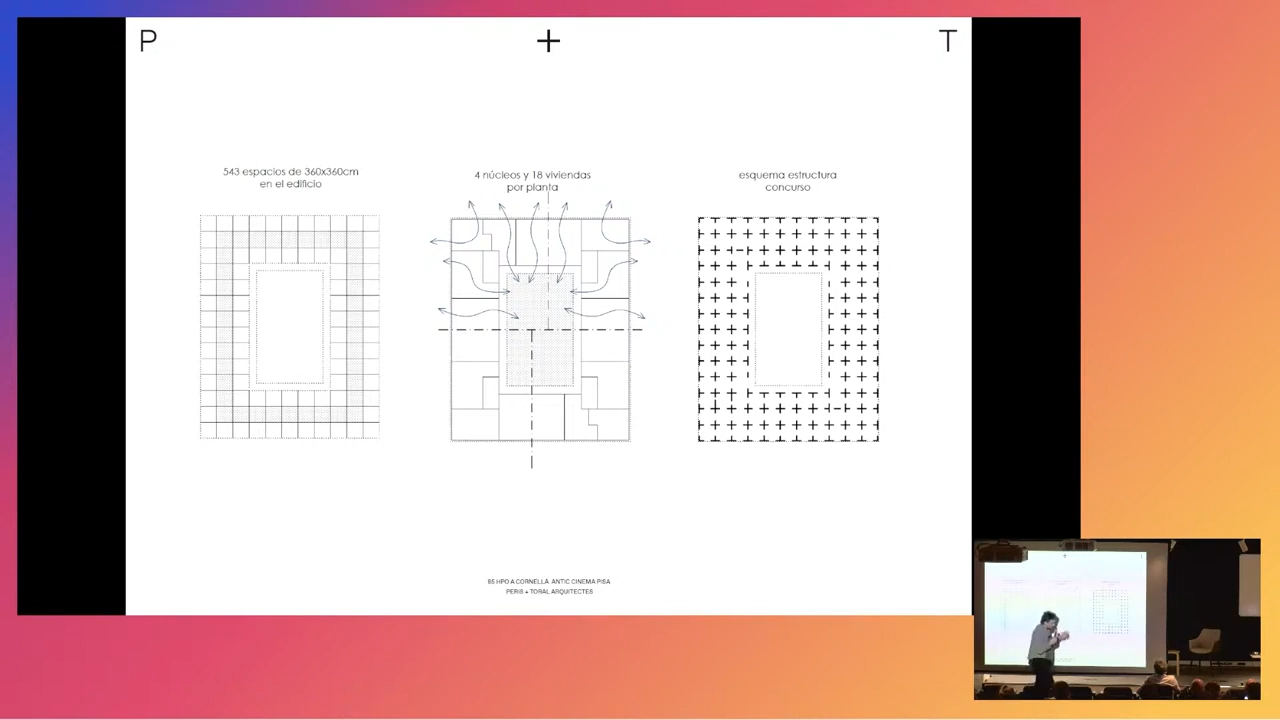 P + T
543 espacios de 360x360cm
en el edificio
4 núcleos y 18 viviendas
por planta
esquema estructura
concurso
85 HPO A CORNELLÀ ANTIC CINEMA PISA
PERIS + TORAL ARQUITECTES